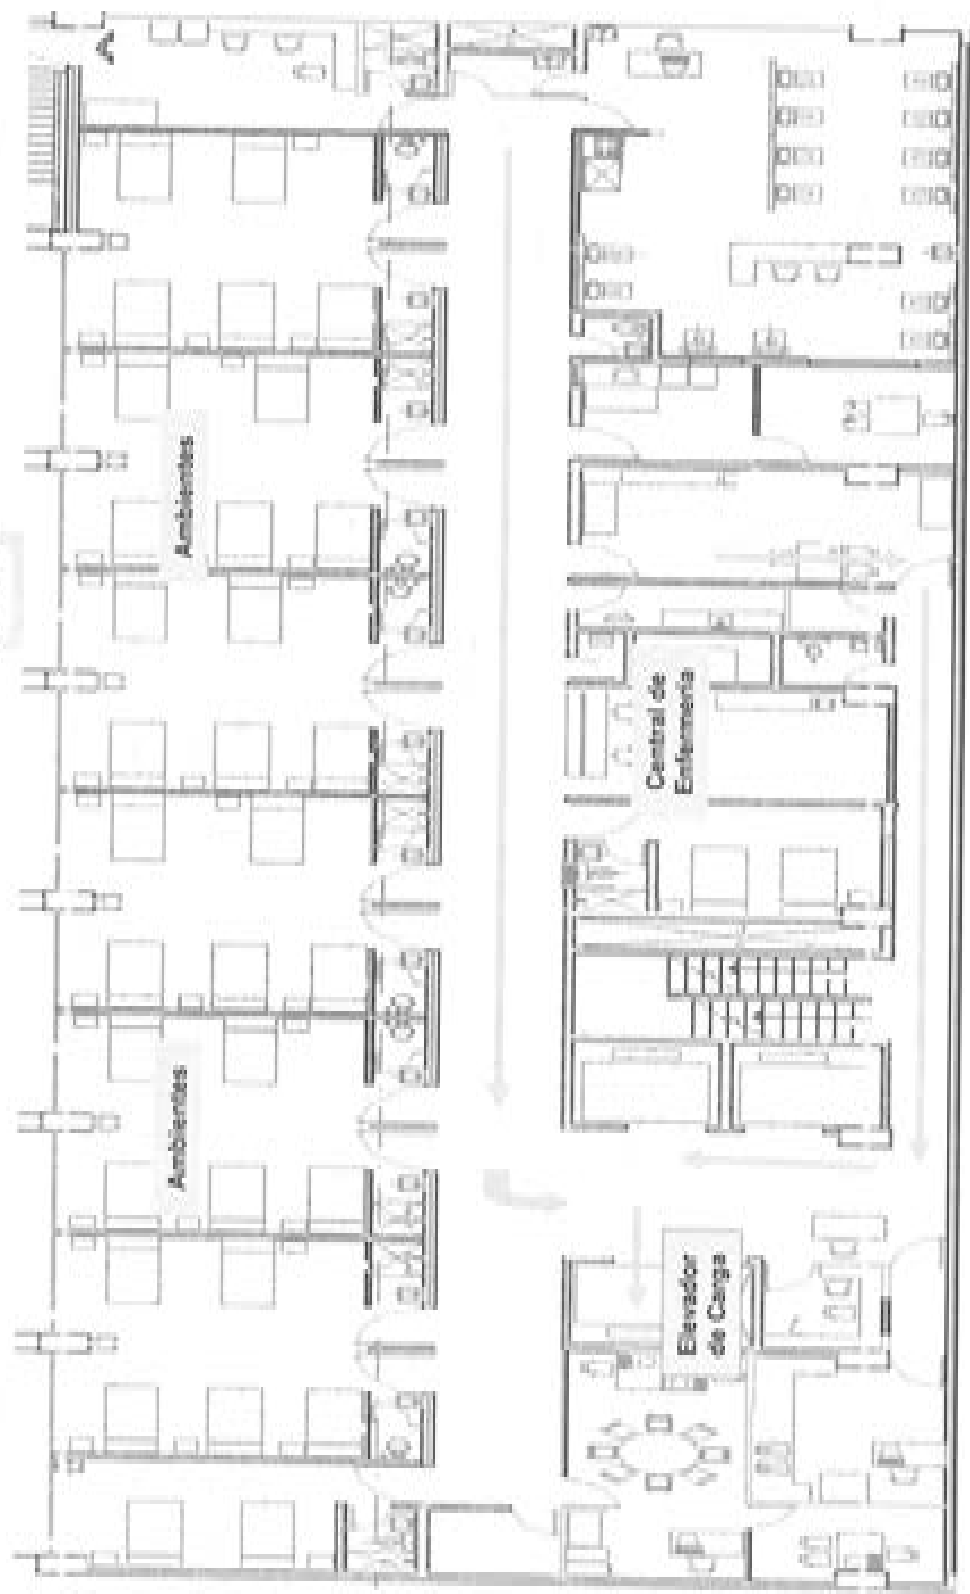 Ambientes
Central de
Enfermería
Ambientes
Elevador
de Carga